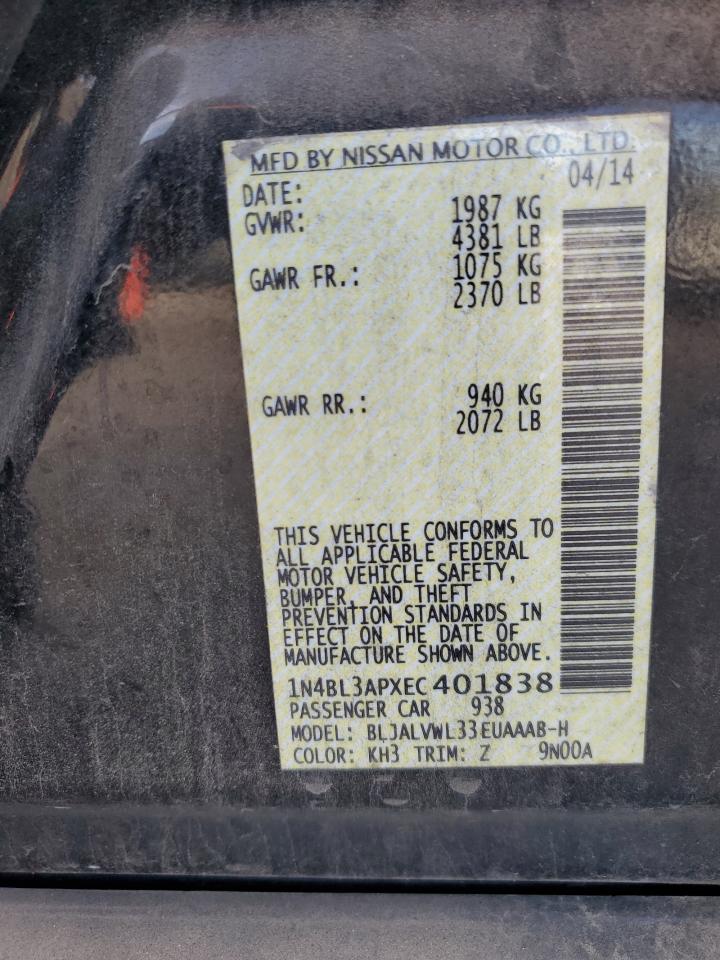 MFD BY NISSAN MOTOR CO., LTD.
DATE: 04/14
GVWR: 1987 KG
4381 LB
GAWR FR.: 1075 KG
2370 LB
GAWR RR.: 940 KG
2072 LB
THIS VEHICLE CONFORMS TO
ALL APPLICABLE FEDERAL
MOTOR VEHICLE SAFETY,
BUMPER, AND THEFT
PREVENTION STANDARDS IN
EFFECT ON THE DATE OF
MANUFACTURE SHOWN ABOVE.
1N4BL3APXEC401838
PASSENGER CAR 938
MODEL: BLJALVWL33EUAAAB-H
COLOR: KH3 TRIM: Z 9N00A